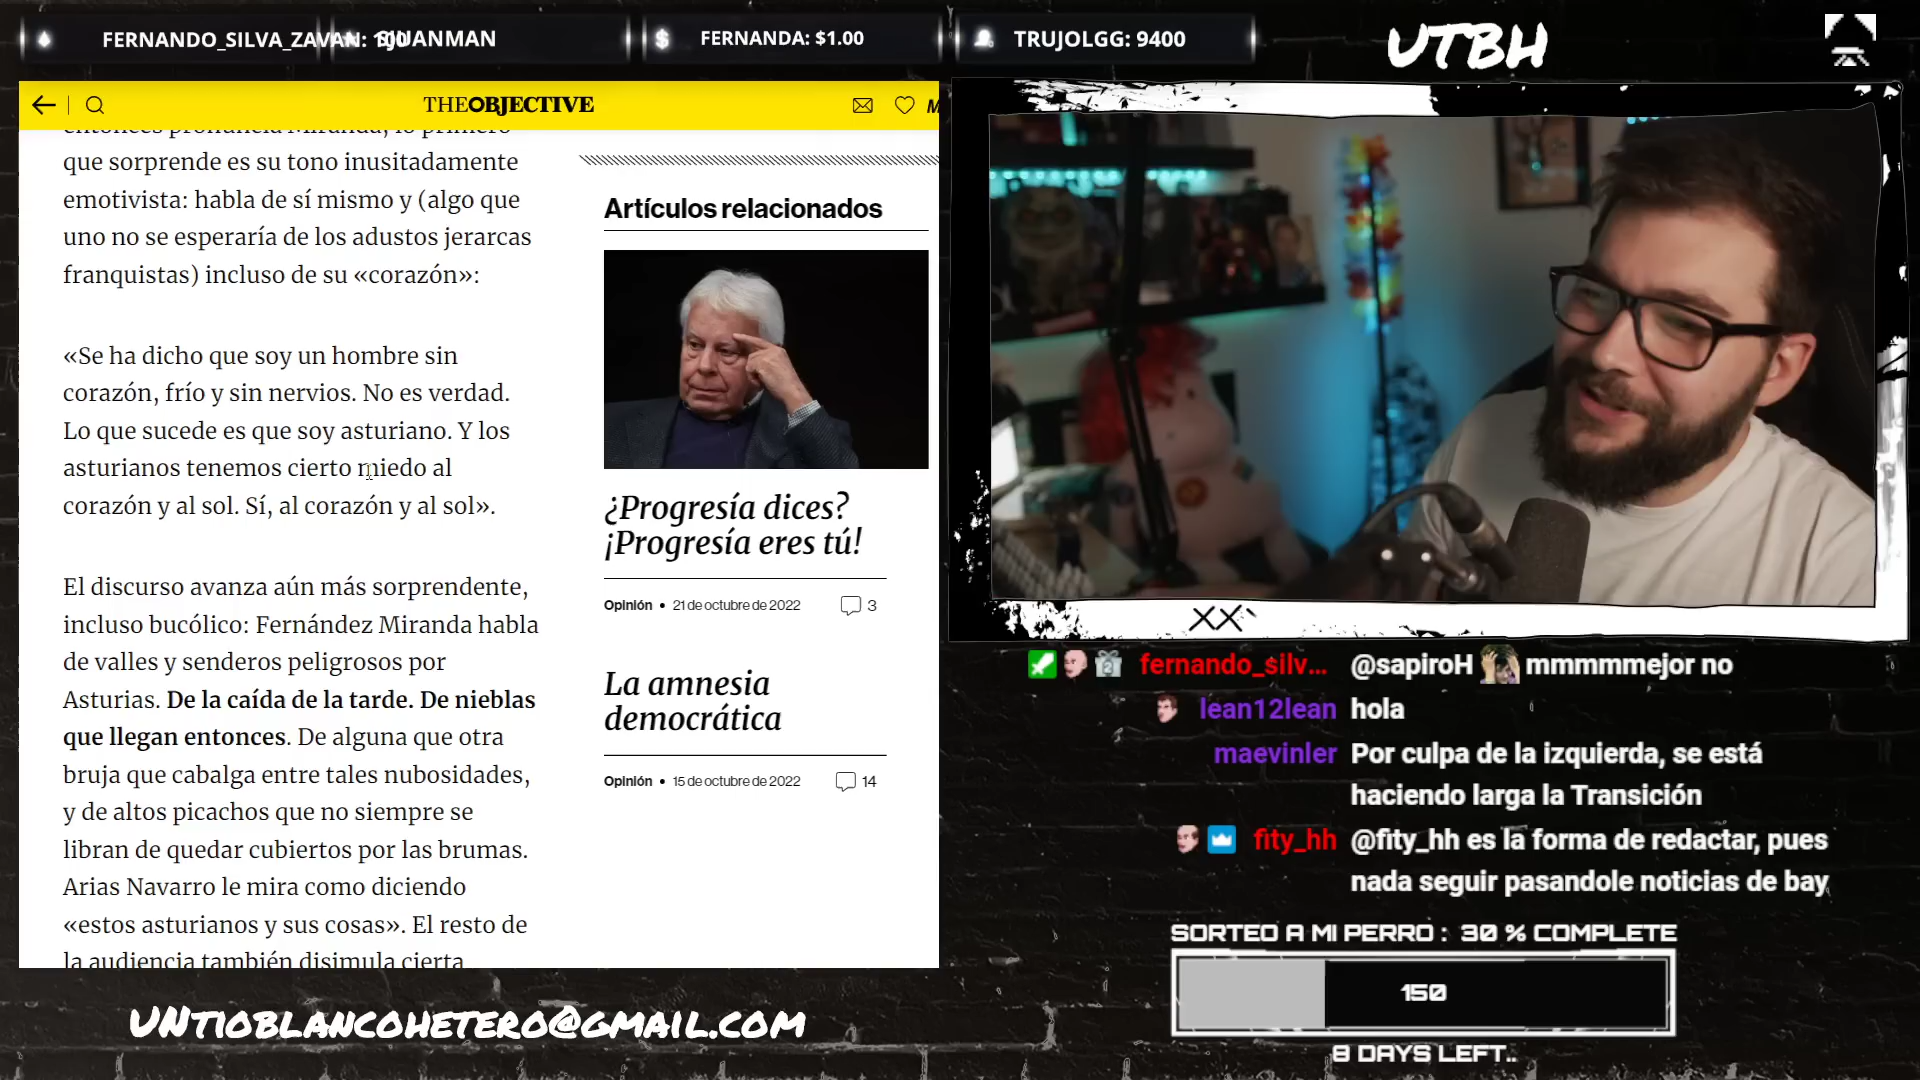 FERNANDO_SILVA_ZAVAN: 100
SJUANMAN
FERNANDA: $1.00
TRUJOLGG: 9400
UTBH
THEOBJECTIVE
entonces pronuncia Miranda, lo primero
que sorprende es su tono inusitadamente
emotivista: habla de sí mismo y (algo que
uno no se esperaría de los adustos jerarcas
franquistas) incluso de su «corazón»:
«Se ha dicho que soy un hombre sin
corazón, frío y sin nervios. No es verdad.
Lo que sucede es que soy asturiano. Y los
asturianos tenemos cierto miedo al
corazón y al sol. Sí, al corazón y al sol».
El discurso avanza aún más sorprendente,
incluso bucólico: Fernández Miranda habla
de valles y senderos peligrosos por
Asturias. De la caída de la tarde. De nieblas
que llegan entonces. De alguna que otra
bruja que cabalga entre tales nubosidades,
y de altos picachos que no siempre se
libran de quedar cubiertos por las brumas.
Arias Navarro le mira como diciendo
«estos asturianos y sus cosas». El resto de
la audiencia también disimula cierta
Artículos relacionados
¿Progresía dices?
¡Progresía eres tú!
Opinión • 21 de octubre de 2022 3
La amnesia
democrática
Opinión • 15 de octubre de 2022 14
XX
fernando_silv... @sapiroH mmmmmejor no
lean12lean hola
maevinler Por culpa de la izquierda, se está
haciendo larga la Transición
fity_hh @fity_hh es la forma de redactar, pues
nada seguir pasandole noticias de bay
SORTEO A MI PERRO : 30 % COMPLETE
150
8 DAYS LEFT..
UNTIOBLANCOHETERO@GMAIL.COM